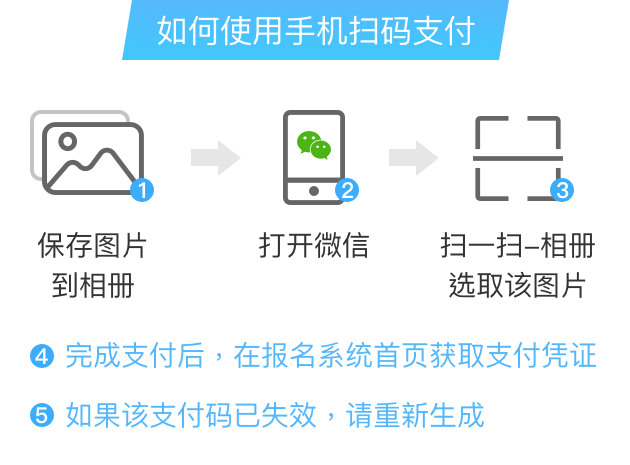 如何使用手机扫码支付
1
2
3
保存图片
到相册
打开微信
扫一扫–相册
选取该图片
4 完成支付后，在报名系统首页获取支付凭证
5 如果该支付码已失效，请重新生成